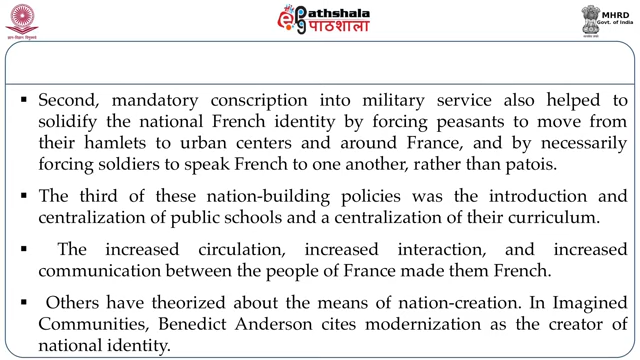 ePathshala
पाठशाला
MHRD
Govt. of India
▪ Second, mandatory conscription into military service also helped to
solidify the national French identity by forcing peasants to move from
their hamlets to urban centers and around France, and by necessarily
forcing soldiers to speak French to one another, rather than patois.
▪ The third of these nation-building policies was the introduction and
centralization of public schools and a centralization of their curriculum.
▪ The increased circulation, increased interaction, and increased
communication between the people of France made them French.
▪ Others have theorized about the means of nation-creation. In Imagined
Communities, Benedict Anderson cites modernization as the creator of
national identity.